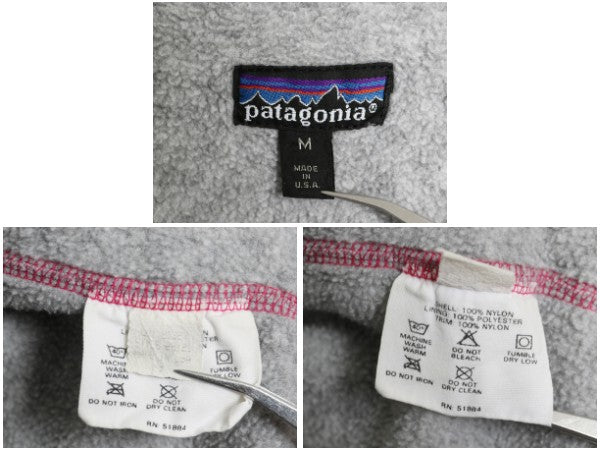 patagonia®
M
MADE
IN
U.S.A.
L
MACHINE
WASH
WARM
TUMBLE
DRY LOW
DO NOT IRON
DO NOT
DRY CLEAN
RN 51884
SHELL: 100% NYLON
LINING: 100% POLYESTER
TRIM: 100% NYLON
40°
MACHINE
WASH
WARM
DO NOT
BLEACH
TUMBLE
DRY LOW
DO NOT IRON
DO NOT
DRY CLEAN
RN 51884